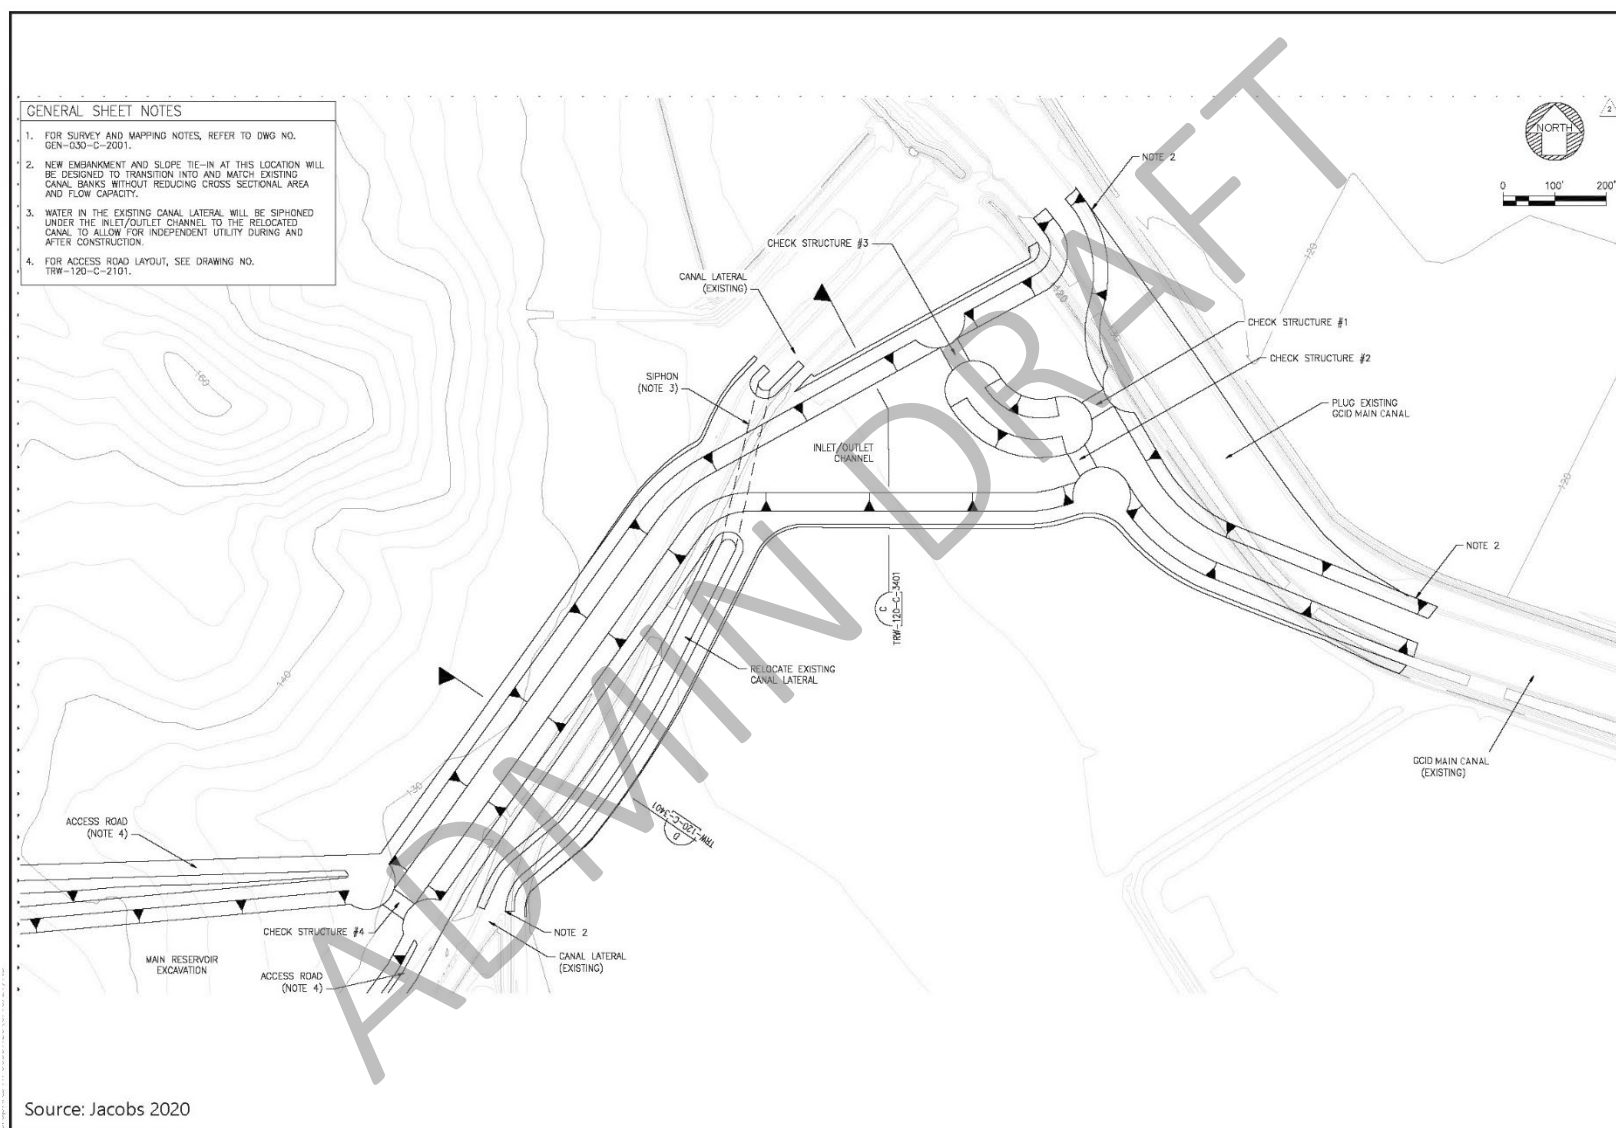 GENERAL SHEET NOTES
1. FOR SURVEY AND MAPPING NOTES, REFER TO DWG NO.
GEN-030-C-2001.
2. NEW EMBANKMENT AND SLOPE TIE-IN AT THIS LOCATION WILL
BE DESIGNED TO TRANSITION INTO AND MATCH EXISTING
CANAL BANKS WITHOUT REDUCING CROSS SECTIONAL AREA
AND FLOW CAPACITY.
3. WATER IN THE EXISTING CANAL LATERAL WILL BE SIPHONED
UNDER THE INLET/OUTLET CHANNEL TO THE RELOCATED
CANAL TO ALLOW FOR INDEPENDENT UTILITY DURING AND
AFTER CONSTRUCTION.
4. FOR ACCESS ROAD LAYOUT, SEE DRAWING NO.
TRW-120-C-2101.
NORTH
2
0 100' 200'
NOTE 2
CHECK STRUCTURE #3
CANAL LATERAL
(EXISTING)
120
120
CHECK STRUCTURE #1
CHECK STRUCTURE #2
SIPHON
(NOTE 3)
160
PLUG EXISTING
GCID MAIN CANAL
INLET/OUTLET
CHANNEL
120
NOTE 2
C
TRW-120-C-3401
RELOCATE EXISTING
CANAL LATERAL
140
GCID MAIN CANAL
(EXISTING)
130
D
TRW-120-C-3401
ACCESS ROAD
(NOTE 4)
CHECK STRUCTURE #4
NOTE 2
MAIN RESERVOIR
EXCAVATION
CANAL LATERAL
(EXISTING)
ACCESS ROAD
(NOTE 4)
ADMIN DRAFT
Source: Jacobs 2020